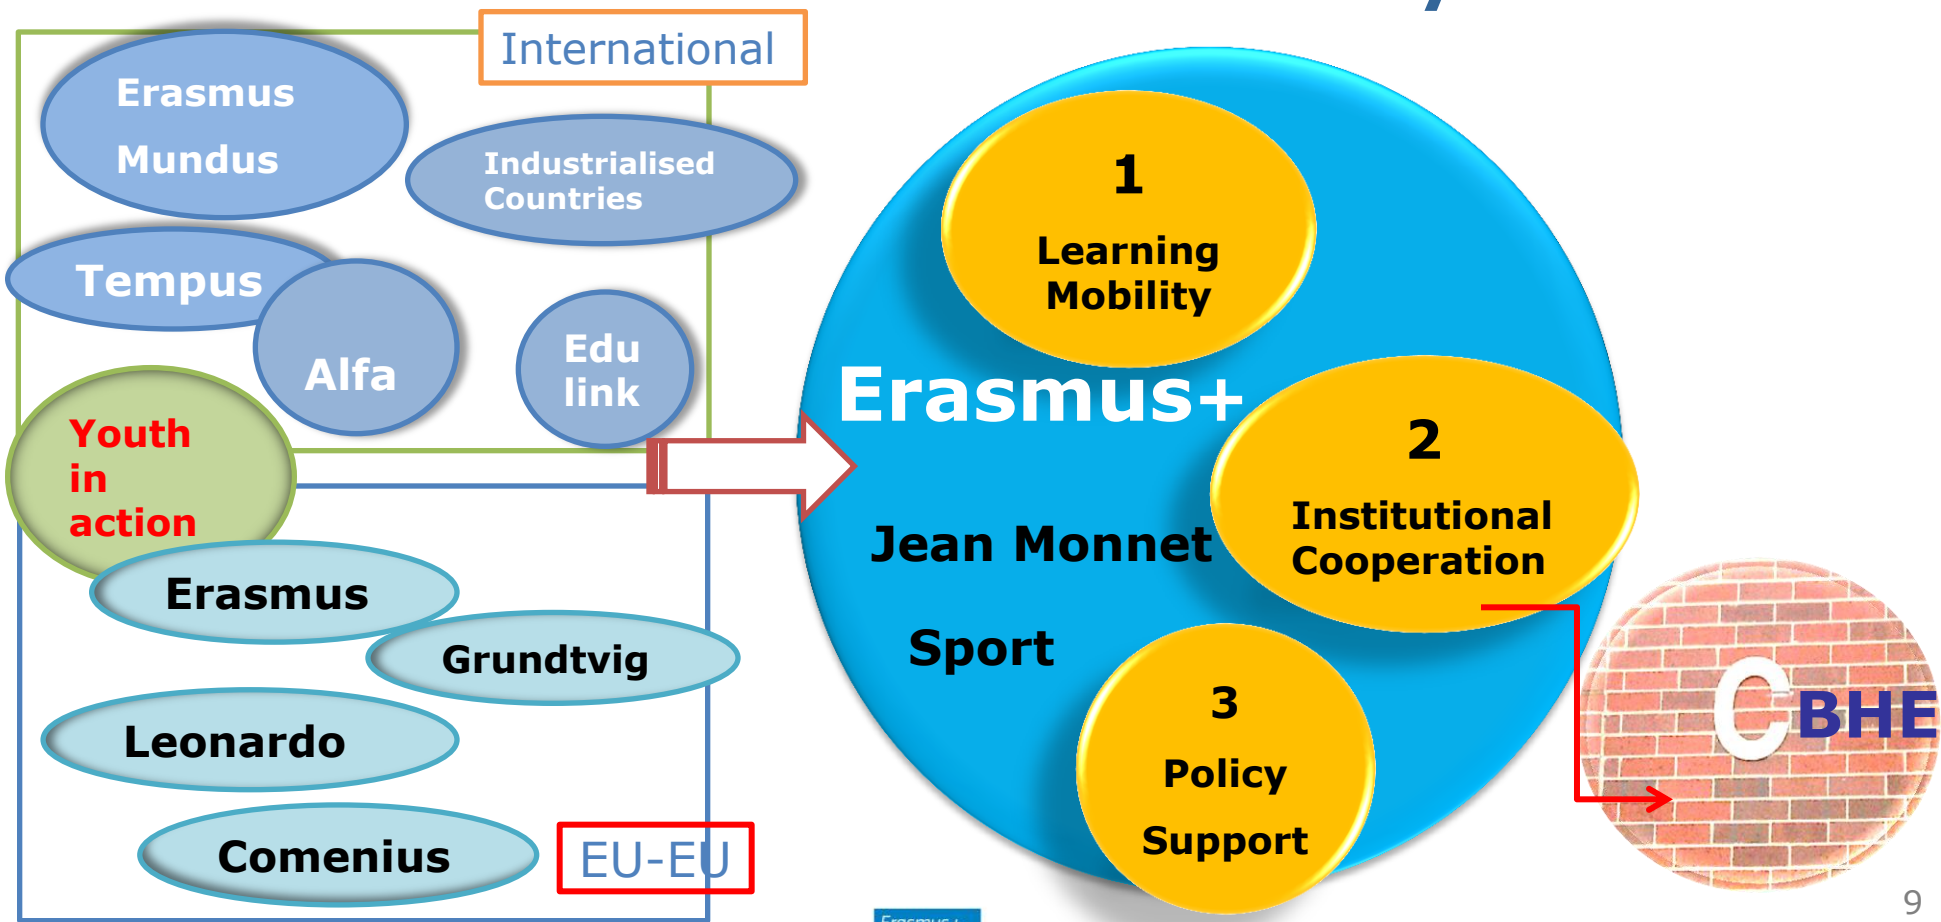 International
Erasmus
Mundus
Industrialised
Countries
Tempus
Alfa
Edu
link
Youth
in
action
Erasmus
Grundtvig
Leonardo
Comenius
EU-EU
1
Learning
Mobility
Erasmus+
2
Institutional
Cooperation
Jean Monnet
Sport
3
Policy
Support
CBHE
Erasmus+
9